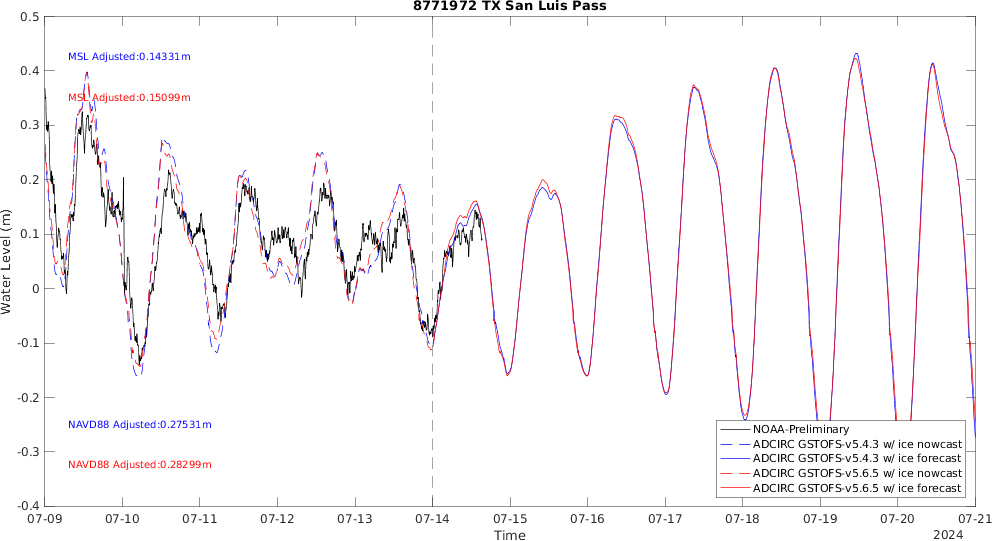 8771972 TX San Luis Pass
0.5
0.4
0.3
0.2
0.1
0
-0.1
-0.2
-0.3
-0.4
Water Level (m)
MSL Adjusted:0.14331m
MSL Adjusted:0.15099m
NAVD88 Adjusted:0.27531m
NAVD88 Adjusted:0.28299m
NOAA-Preliminary
ADCIRC GSTOFS-v5.4.3 w/ ice nowcast
ADCIRC GSTOFS-v5.4.3 w/ ice forecast
ADCIRC GSTOFS-v5.6.5 w/ ice nowcast
ADCIRC GSTOFS-v5.6.5 w/ ice forecast
07-09 07-10 07-11 07-12 07-13 07-14 07-15 07-16 07-17 07-18 07-19 07-20 07-21
Time
2024